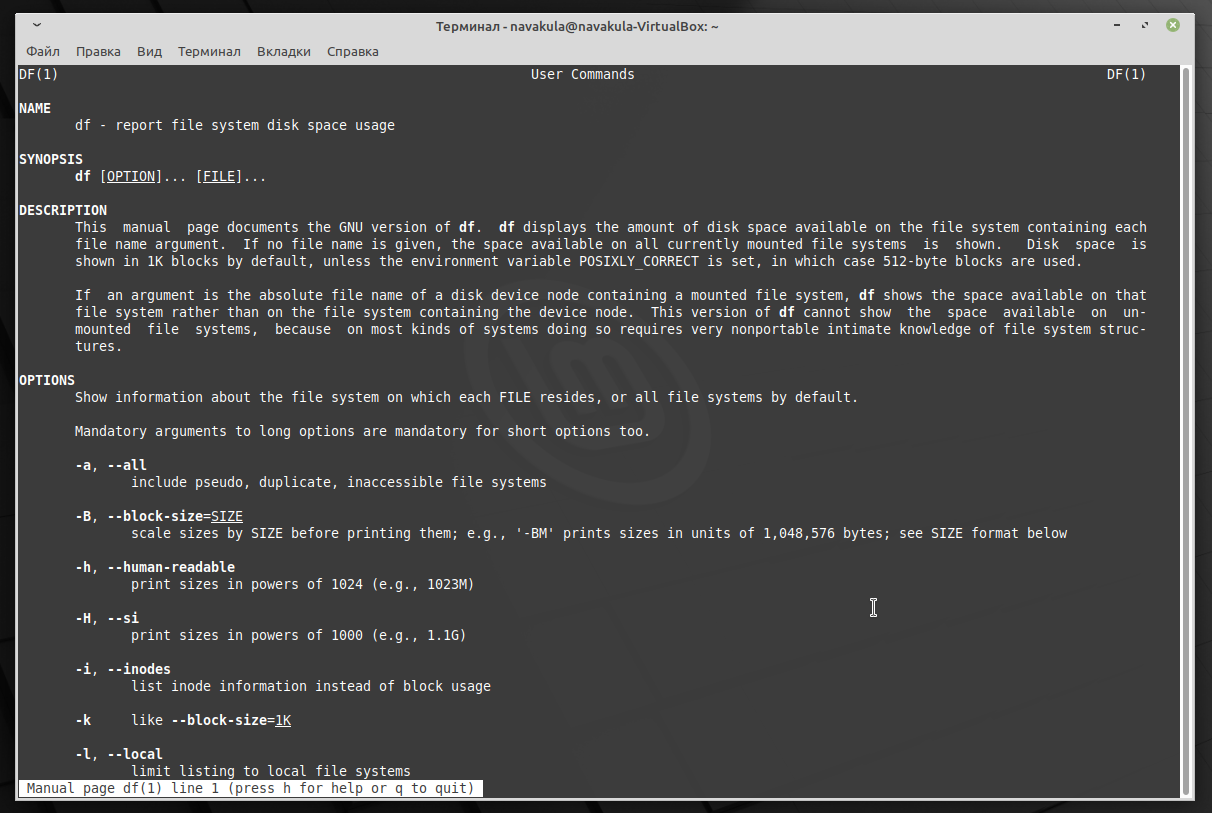 Терминал - navakula@navakula-VirtualBox: ~
Файл Правка Вид Терминал Вкладки Справка
DF(1) User Commands DF(1)
NAME
df - report file system disk space usage
SYNOPSIS
df [OPTION]... [FILE]...
DESCRIPTION
This manual page documents the GNU version of df. df displays the amount of disk space available on the file system containing each
file name argument. If no file name is given, the space available on all currently mounted file systems is shown. Disk space is
shown in 1K blocks by default, unless the environment variable POSIXLY_CORRECT is set, in which case 512-byte blocks are used.
If an argument is the absolute file name of a disk device node containing a mounted file system, df shows the space available on that
file system rather than on the file system containing the device node. This version of df cannot show the space available on un-
mounted file systems, because on most kinds of systems doing so requires very nonportable intimate knowledge of file system struc-
tures.
OPTIONS
Show information about the file system on which each FILE resides, or all file systems by default.
Mandatory arguments to long options are mandatory for short options too.
-a, --all
include pseudo, duplicate, inaccessible file systems
-B, --block-size=SIZE
scale sizes by SIZE before printing them; e.g., '-BM' prints sizes in units of 1,048,576 bytes; see SIZE format below
-h, --human-readable
print sizes in powers of 1024 (e.g., 1023M)
-H, --si
print sizes in powers of 1000 (e.g., 1.1G)
-i, --inodes
list inode information instead of block usage
-k like --block-size=1K
-l, --local
limit listing to local file systems
Manual page df(1) line 1 (press h for help or q to quit)